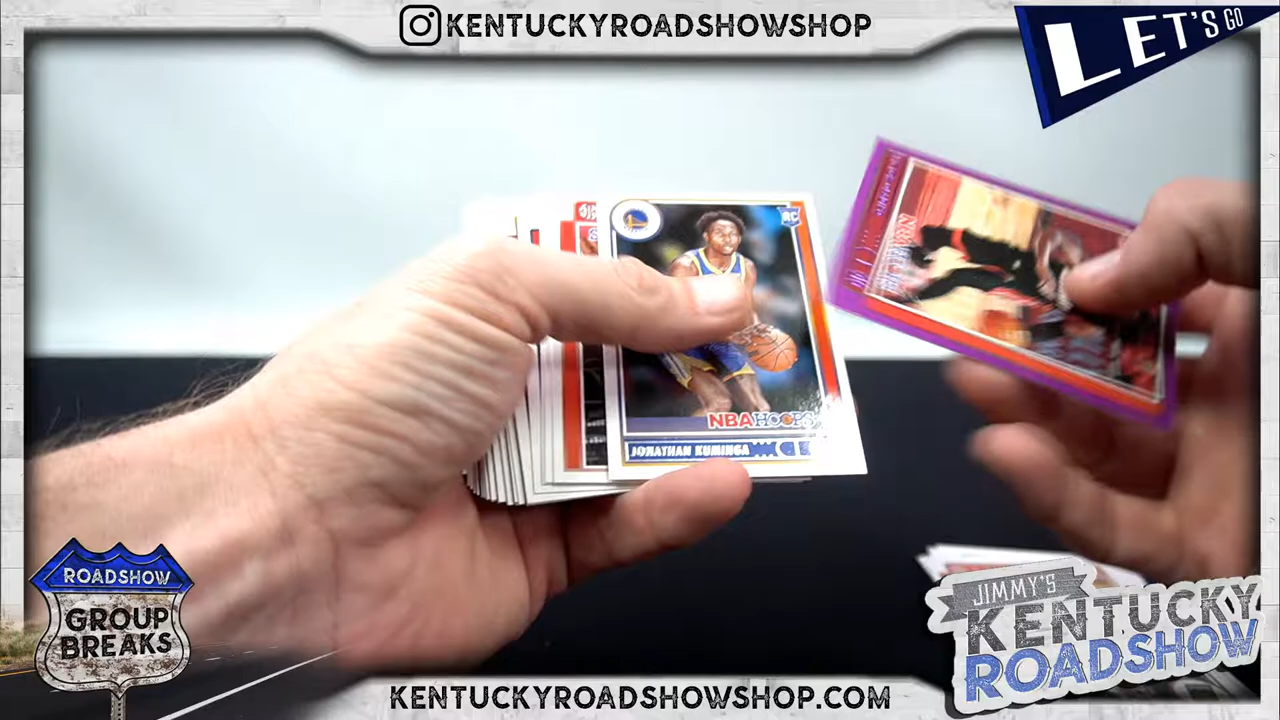 KENTUCKYROADSHOWSHOP
LET'S GO
RC
NBA HOOPS
JONATHAN KUMINGA
ROADSHOW
GROUP
BREAKS
JIMMY'S
KENTUCKY
ROADSHOW
KENTUCKYROADSHOWSHOP.COM